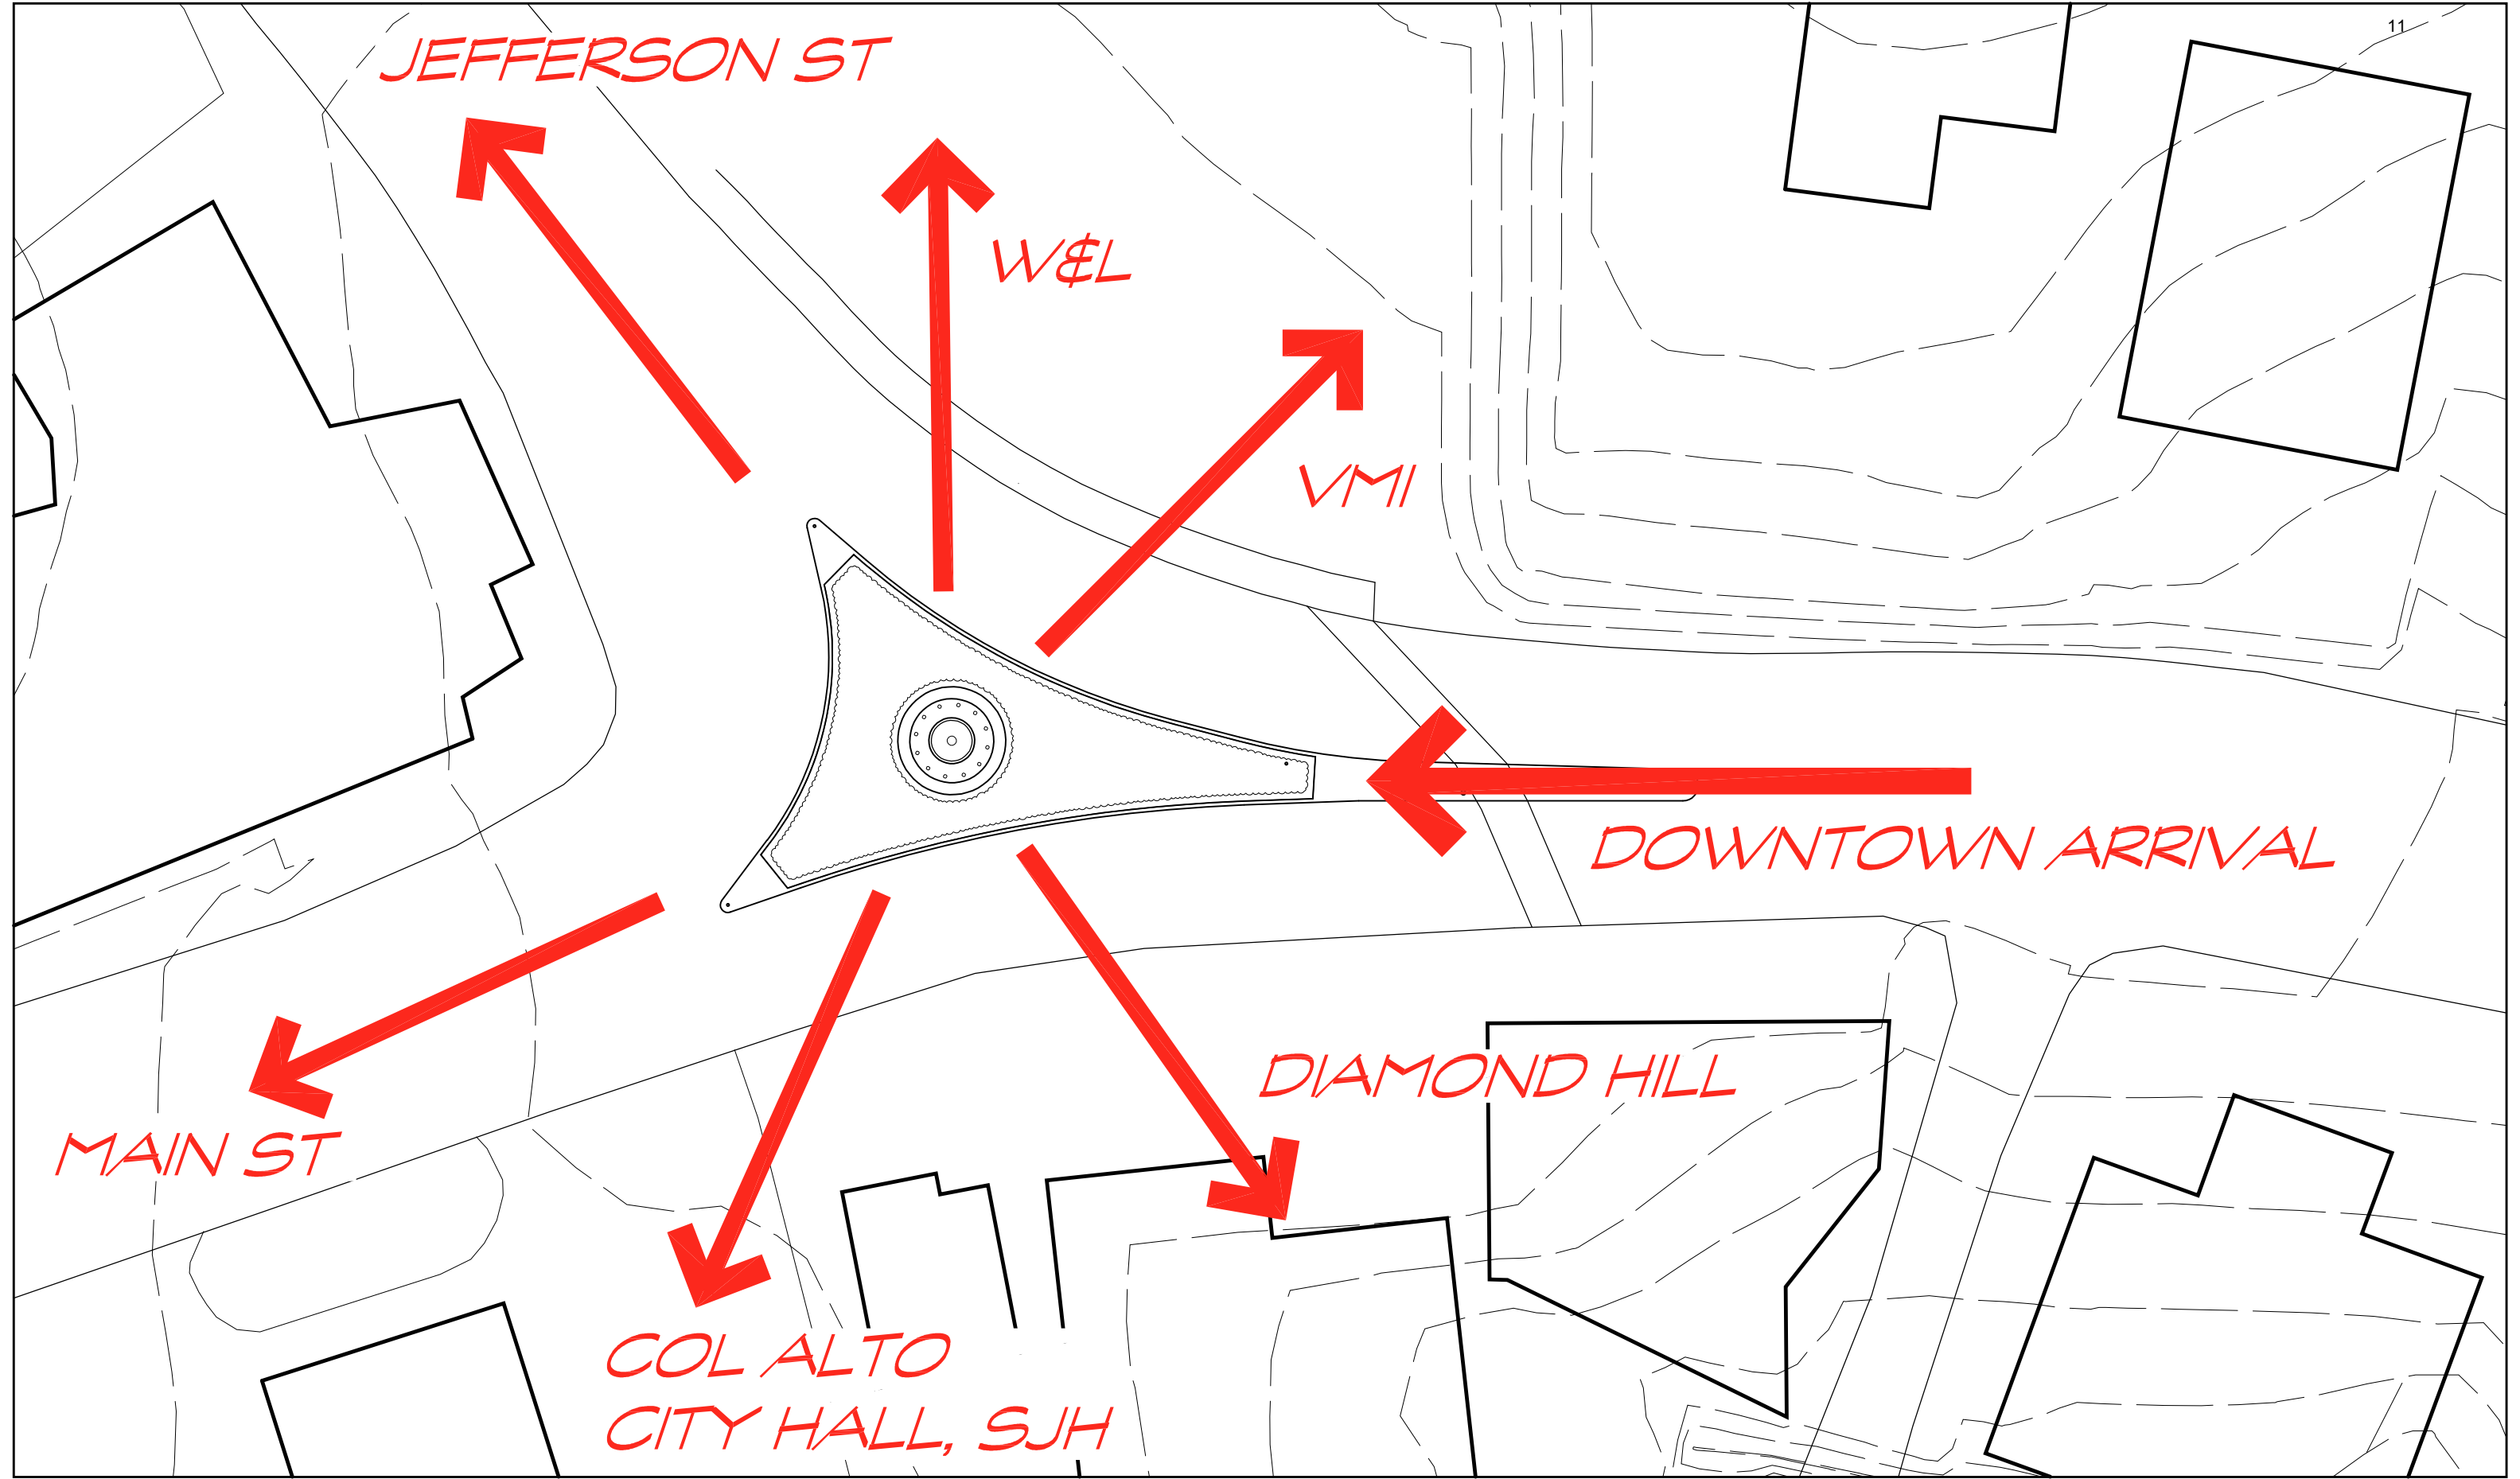 11
JEFFERSON ST
W&L
VMI
DOWNTOWN ARRIVAL
DIAMOND HILL
MAIN ST
COL ALTO
CITY HALL, SJH